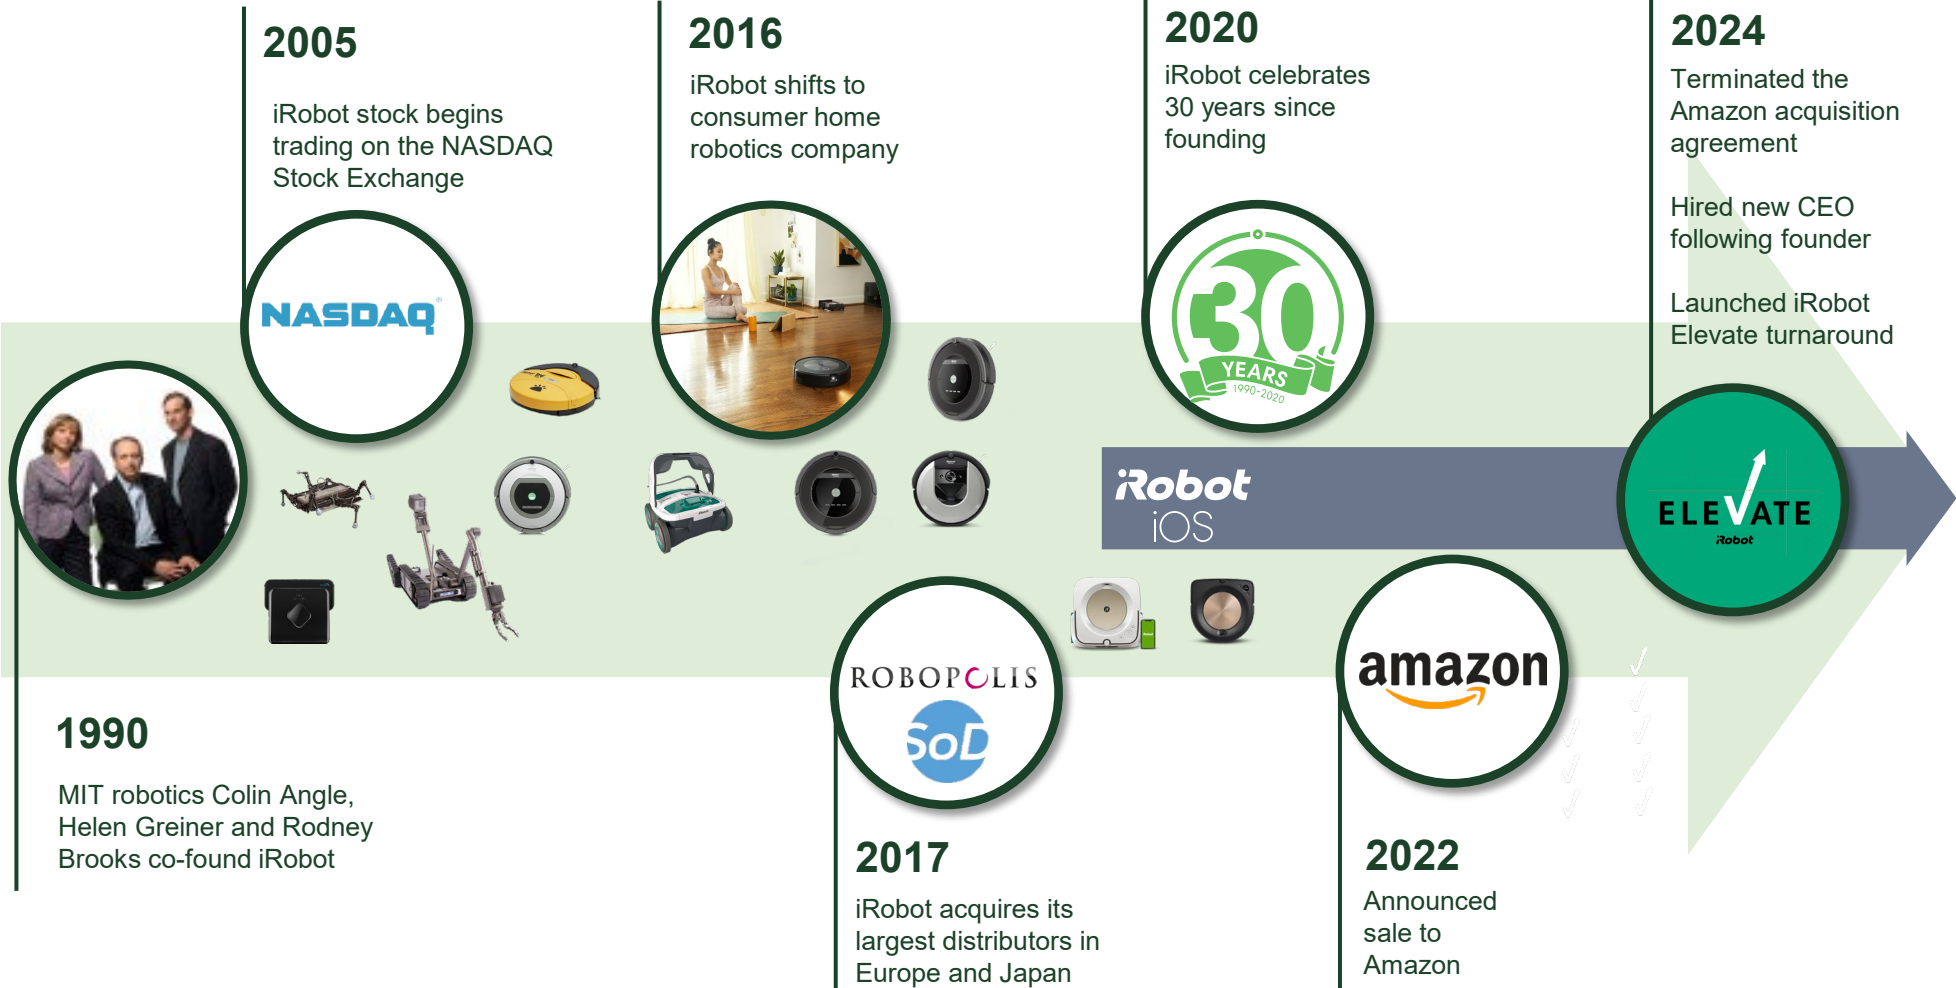 2005
iRobot stock begins
trading on the NASDAQ
Stock Exchange
NASDAQ
2016
iRobot shifts to
consumer home
robotics company
2020
iRobot celebrates
30 years since
founding
30
YEARS
1990-2020
2024
Terminated the
Amazon acquisition
agreement
Hired new CEO
following founder
Launched iRobot
Elevate turnaround
iRobot
iOS
ELEVATE
iRobot
1990
MIT robotics Colin Angle,
Helen Greiner and Rodney
Brooks co-found iRobot
ROBOPOLIS
SoD
2017
iRobot acquires its
largest distributors in
Europe and Japan
amazon
2022
Announced
sale to
Amazon